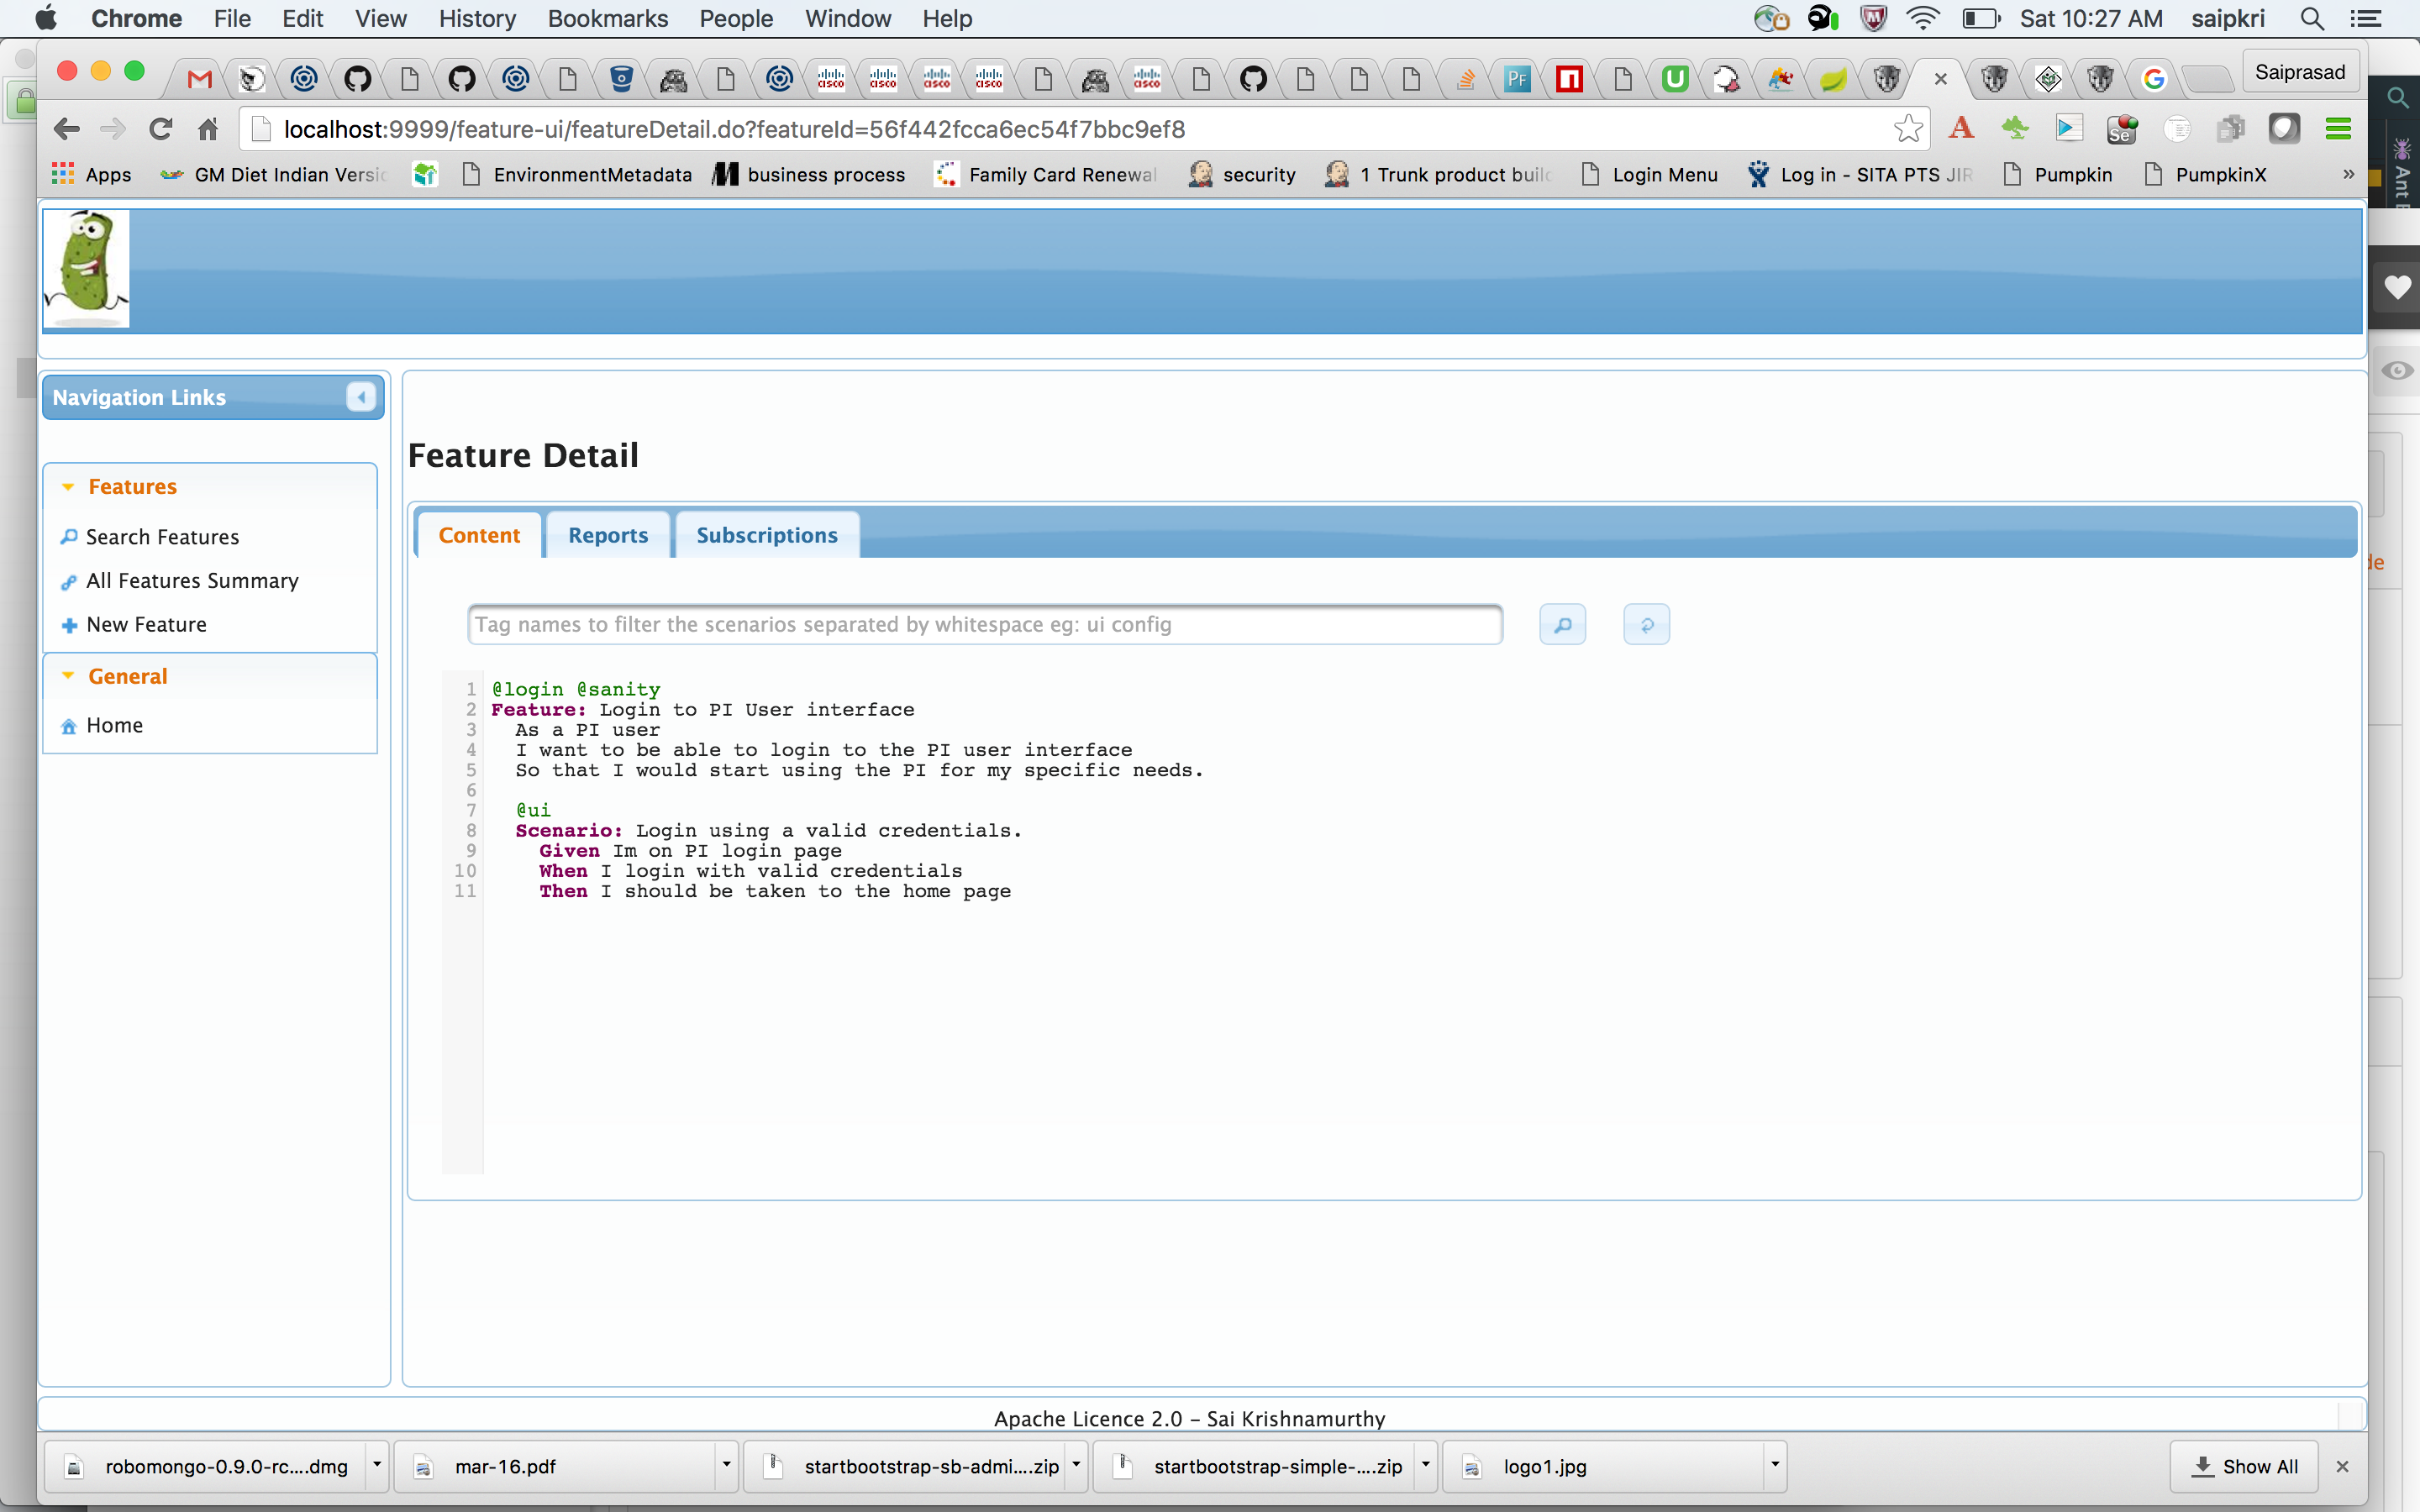 Chrome File Edit View History Bookmarks People Window Help Sat 10:27 AM saipkri
Saiprasad
localhost:9999/feature-ui/featureDetail.do?featureId=56f442fcca6ec54f7bbc9ef8
Apps GM Diet Indian Versi EnvironmentMetadata business process Family Card Renewal security 1 Trunk product build Login Menu Log in - SITA PTS JIR Pumpkin PumpkinX »
Ant
Navigation Links
Features
Search Features
All Features Summary
New Feature
General
Home
Feature Detail
Content Reports Subscriptions
Tag names to filter the scenarios separated by whitespace eg: ui config
1 @login @sanity
2 Feature: Login to PI User interface
3 As a PI user
4 I want to be able to login to the PI user interface
5 So that I would start using the PI for my specific needs.
6
7 @ui
8 Scenario: Login using a valid credentials.
9 Given Im on PI login page
10 When I login with valid credentials
11 Then I should be taken to the home page
Apache Licence 2.0 – Sai Krishnamurthy
robomongo-0.9.0-rc....dmg mar-16.pdf startbootstrap-sb-admi....zip startbootstrap-simple-....zip logo1.jpg Show All